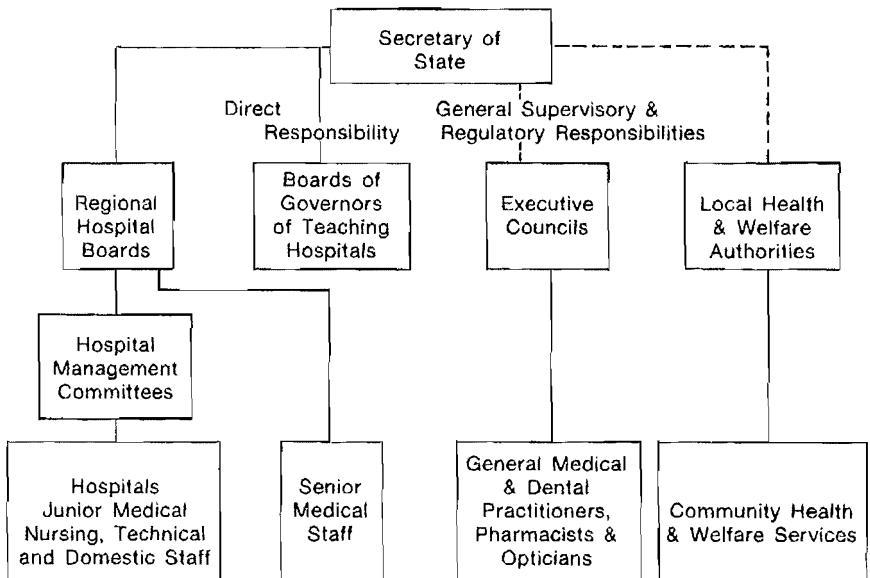 Secretary of
State
Direct
Responsibility
General Supervisory &
Regulatory Responsibilities
Regional
Hospital
Boards
Boards of
Governors
of Teaching
Hospitals
Executive
Councils
Local Health
& Welfare
Authorities
Hospital
Management
Committees
Hospitals
Junior Medical
Nursing, Technical
and Domestic Staff
Senior
Medical
Staff
General Medical
& Dental
Practitioners,
Pharmacists &
Opticians
Community Health
& Welfare Services